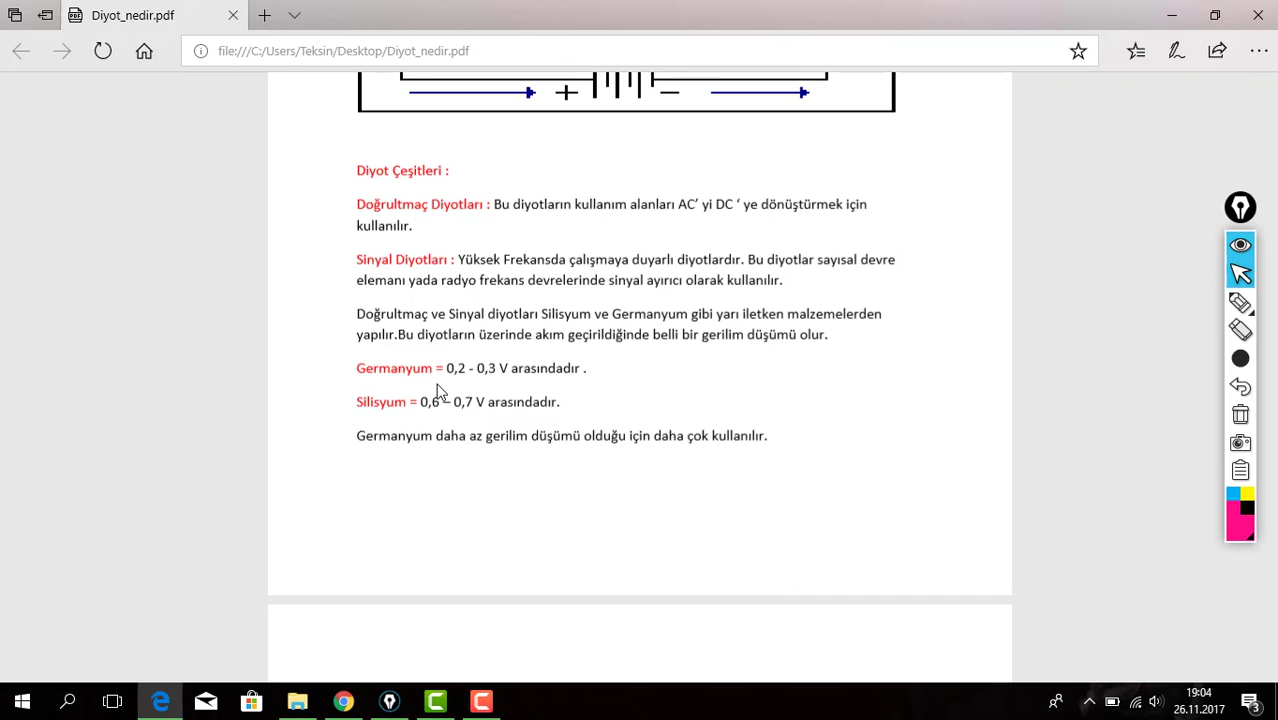 Diyot_nedir.pdf
file:///C:/Users/Teksin/Desktop/Diyot_nedir.pdf
Diyot Çeşitleri :
Doğrultmaç Diyotları : Bu diyotların kullanım alanları AC’ yi DC ‘ ye dönüştürmek için
kullanılır.
Sinyal Diyotları : Yüksek Frekansda çalışmaya duyarlı diyotlardır. Bu diyotlar sayısal devre
elemanı yada radyo frekans devrelerinde sinyal ayırıcı olarak kullanılır.
Doğrultmaç ve Sinyal diyotları Silisyum ve Germanyum gibi yarı iletken malzemelerden
yapılır.Bu diyotların üzerinde akım geçirildiğinde belli bir gerilim düşümü olur.
Germanyum = 0,2 - 0,3 V arasındadır .
Silisyum = 0,6 – 0,7 V arasındadır.
Germanyum daha az gerilim düşümü olduğu için daha çok kullanılır.
19:04
26.11.2017
3